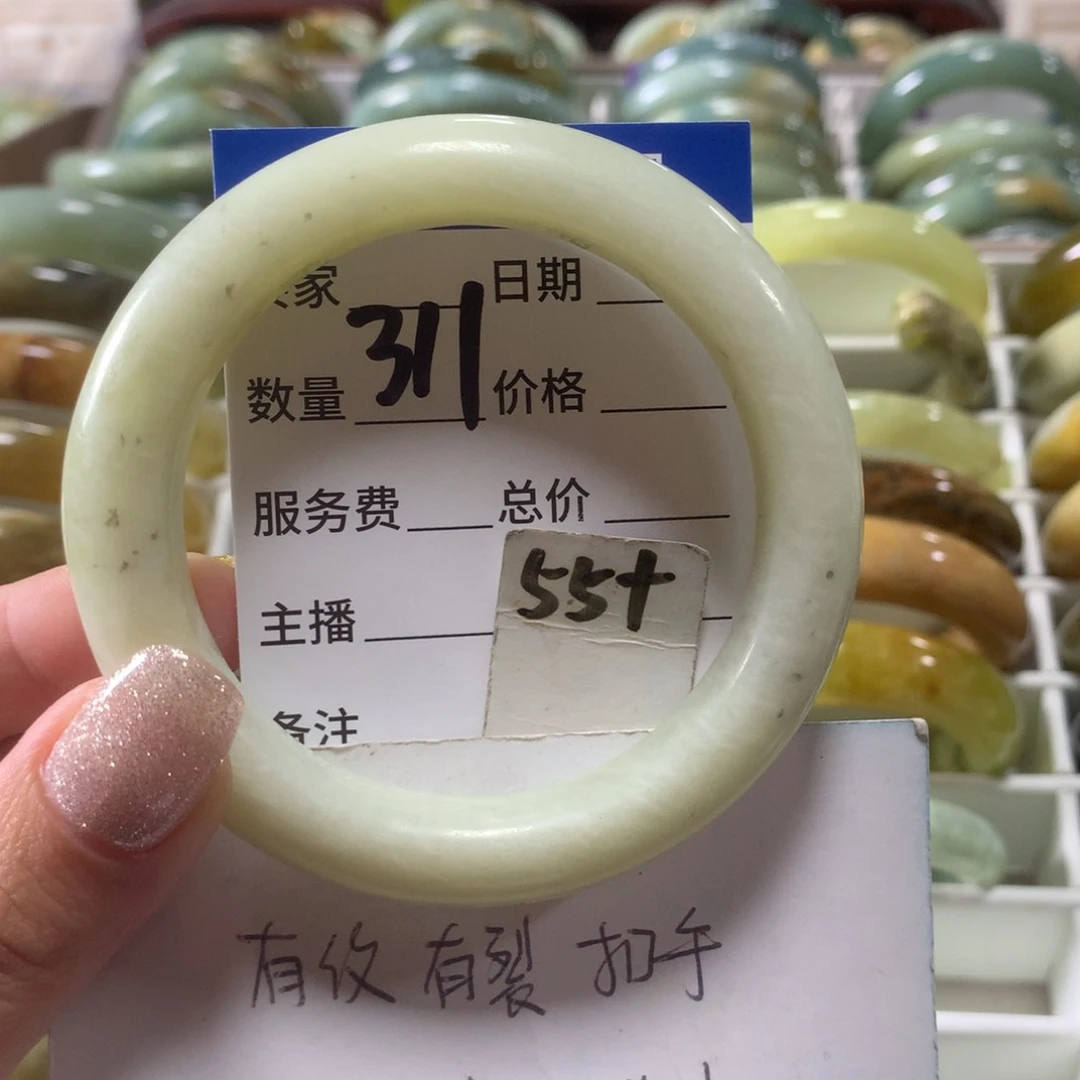 家 日期
311
数量 价格
服务费 总价
55+
主播
备注
有纹 有裂 扣手